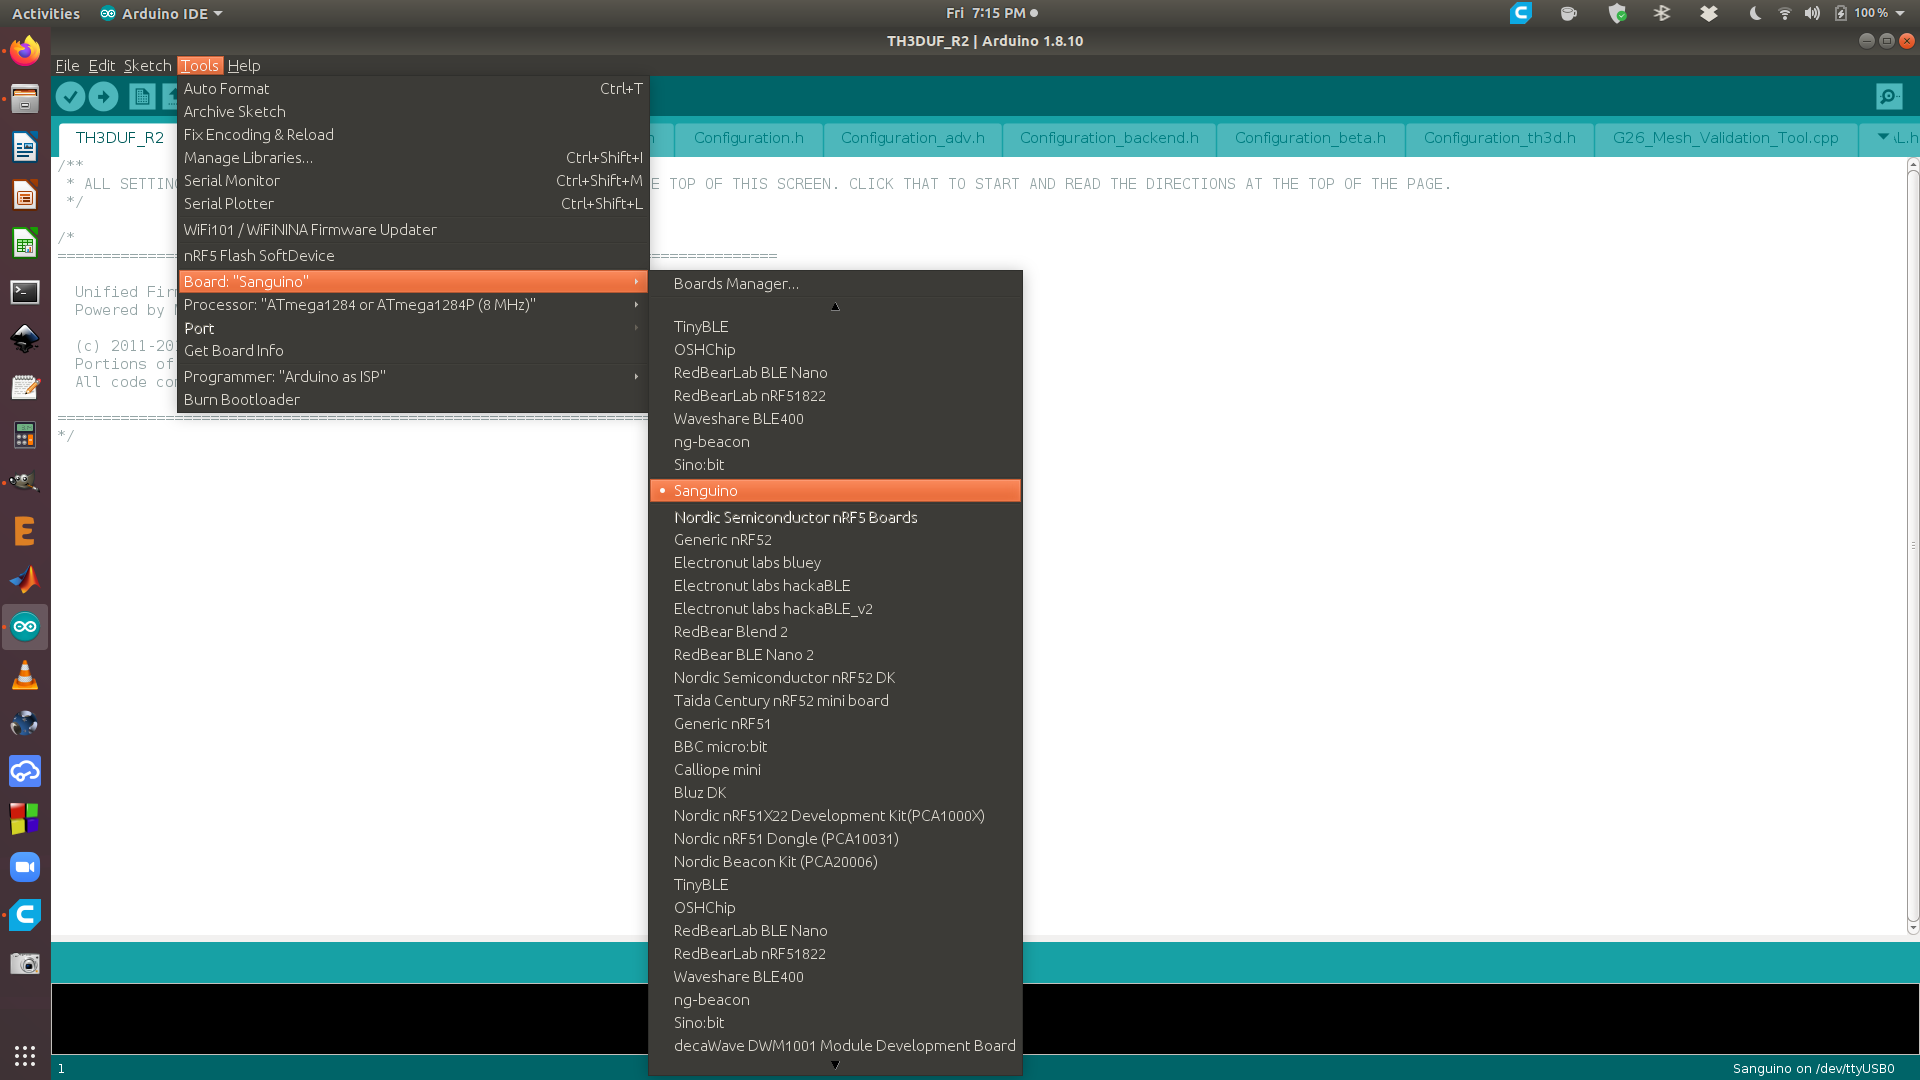 Activities Arduino IDE Fri 7:15 PM 100 %
TH3DUF_R2 | Arduino 1.8.10
File Edit Sketch Tools Help
Auto Format Ctrl+T
Archive Sketch
Fix Encoding & Reload
Manage Libraries... Ctrl+Shift+I
Serial Monitor Ctrl+Shift+M
Serial Plotter Ctrl+Shift+L
WiFi101 / WiFiNINA Firmware Updater
nRF5 Flash SoftDevice
Board: "Sanguino"
Processor: "ATmega1284 or ATmega1284P (8 MHz)"
Port
Get Board Info
Programmer: "Arduino as ISP"
Burn Bootloader
TH3DUF_R2 Configuration.h Configuration_adv.h Configuration_backend.h Configuration_beta.h Configuration_th3d.h G26_Mesh_Validation_Tool.cpp
/**
* ALL SETTIN E TOP OF THIS SCREEN. CLICK THAT TO START AND READ THE DIRECTIONS AT THE TOP OF THE PAGE.
*/
/*
Unified Fir
Powered by
(c) 2011-20
Portions of
All code co
*/
Boards Manager...
TinyBLE
OSHChip
RedBearLab BLE Nano
RedBearLab nRF51822
Waveshare BLE400
ng-beacon
Sino:bit
Sanguino
Nordic Semiconductor nRF5 Boards
Generic nRF52
Electronut labs bluey
Electronut labs hackaBLE
Electronut labs hackaBLE_v2
RedBear Blend 2
RedBear BLE Nano 2
Nordic Semiconductor nRF52 DK
Taida Century nRF52 mini board
Generic nRF51
BBC micro:bit
Calliope mini
Bluz DK
Nordic nRF51X22 Development Kit(PCA1000X)
Nordic nRF51 Dongle (PCA10031)
Nordic Beacon Kit (PCA20006)
TinyBLE
OSHChip
RedBearLab BLE Nano
RedBearLab nRF51822
Waveshare BLE400
ng-beacon
Sino:bit
decaWave DWM1001 Module Development Board
1 Sanguino on /dev/ttyUSB0